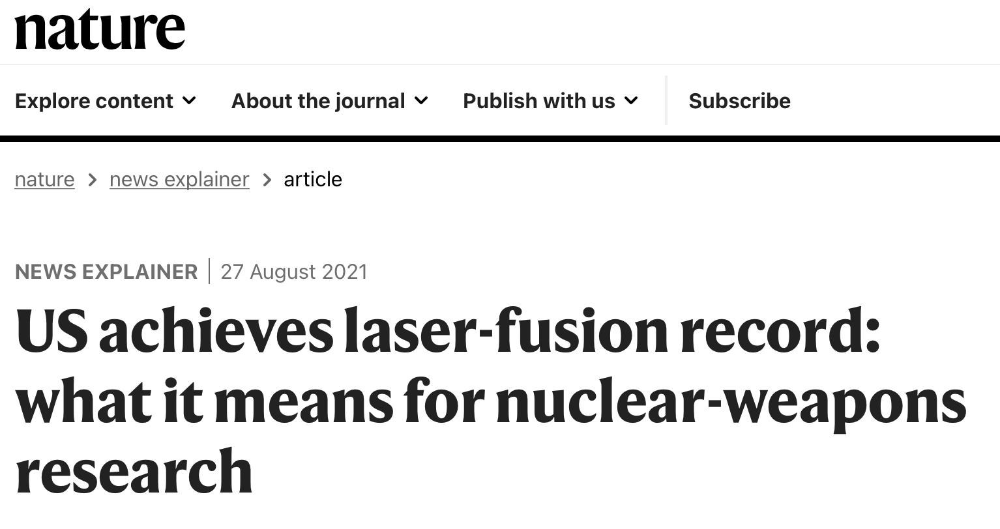 nature
Explore content About the journal Publish with us Subscribe
nature > news explainer > article
NEWS EXPLAINER | 27 August 2021
US achieves laser-fusion record:
what it means for nuclear-weapons
research